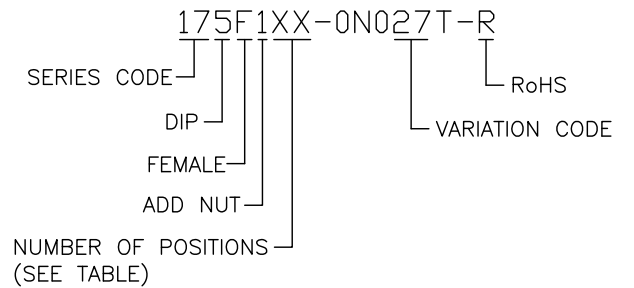 175F1XX-0N027T-R
SERIES CODE
RoHS
DIP
VARIATION CODE
FEMALE
ADD NUT
NUMBER OF POSITIONS
(SEE TABLE)